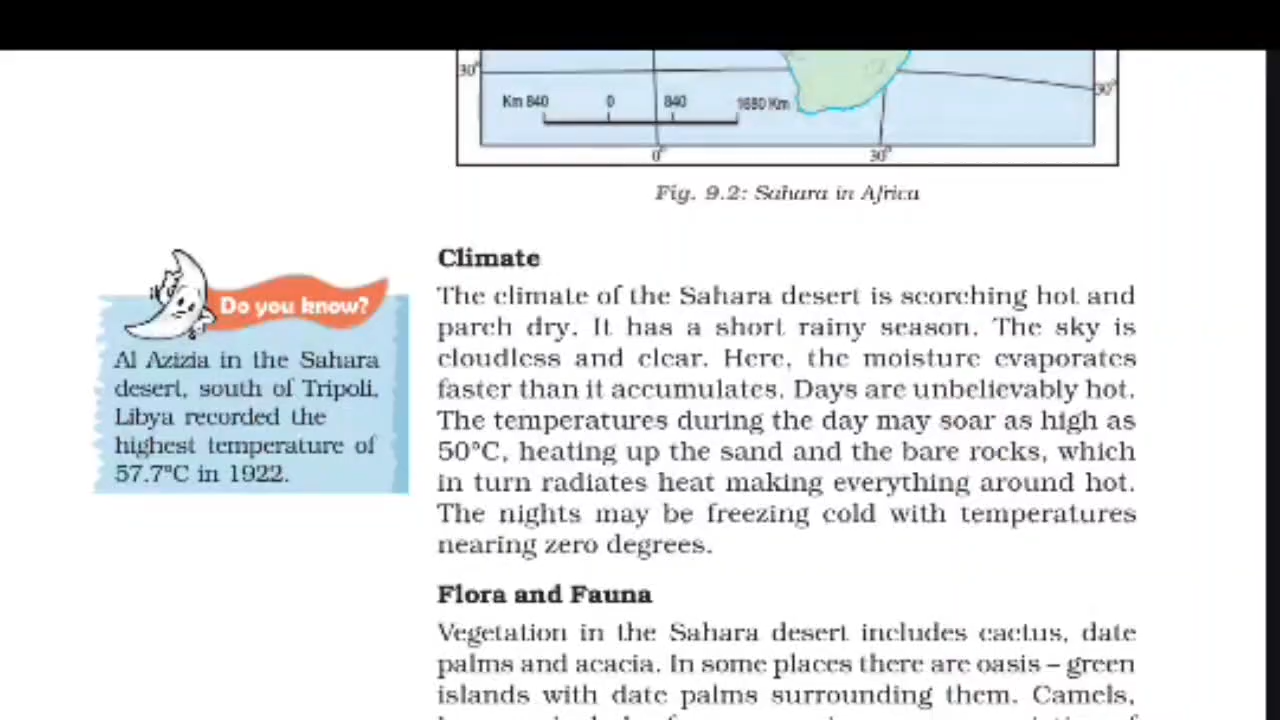 30°
30°
Km 840 0 840 1680 Km
0°
30°
Fig. 9.2: Sahara in Africa
Do you know?
Al Azizia in the Sahara
desert, south of Tripoli,
Libya recorded the
highest temperature of
57.7°C in 1922.
Climate
The climate of the Sahara desert is scorching hot and
parch dry. It has a short rainy season. The sky is
cloudless and clear. Here, the moisture evaporates
faster than it accumulates. Days are unbelievably hot.
The temperatures during the day may soar as high as
50°C, heating up the sand and the bare rocks, which
in turn radiates heat making everything around hot.
The nights may be freezing cold with temperatures
nearing zero degrees.
Flora and Fauna
Vegetation in the Sahara desert includes cactus, date
palms and acacia. In some places there are oasis – green
islands with date palms surrounding them. Camels,